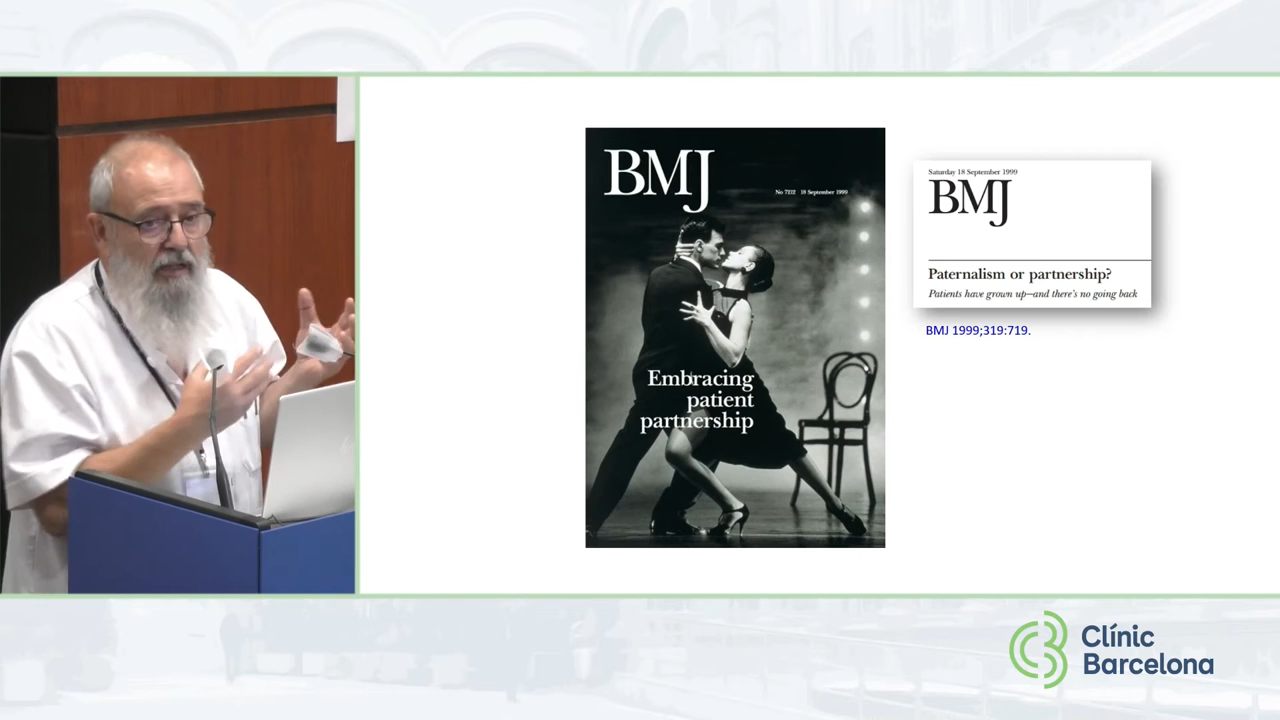 BMJ
No 7212 18 September 1999
Embracing
patient
partnership
Saturday 18 September 1999
BMJ
Paternalism or partnership?
Patients have grown up—and there's no going back
BMJ 1999;319:719.
Clínic
Barcelona